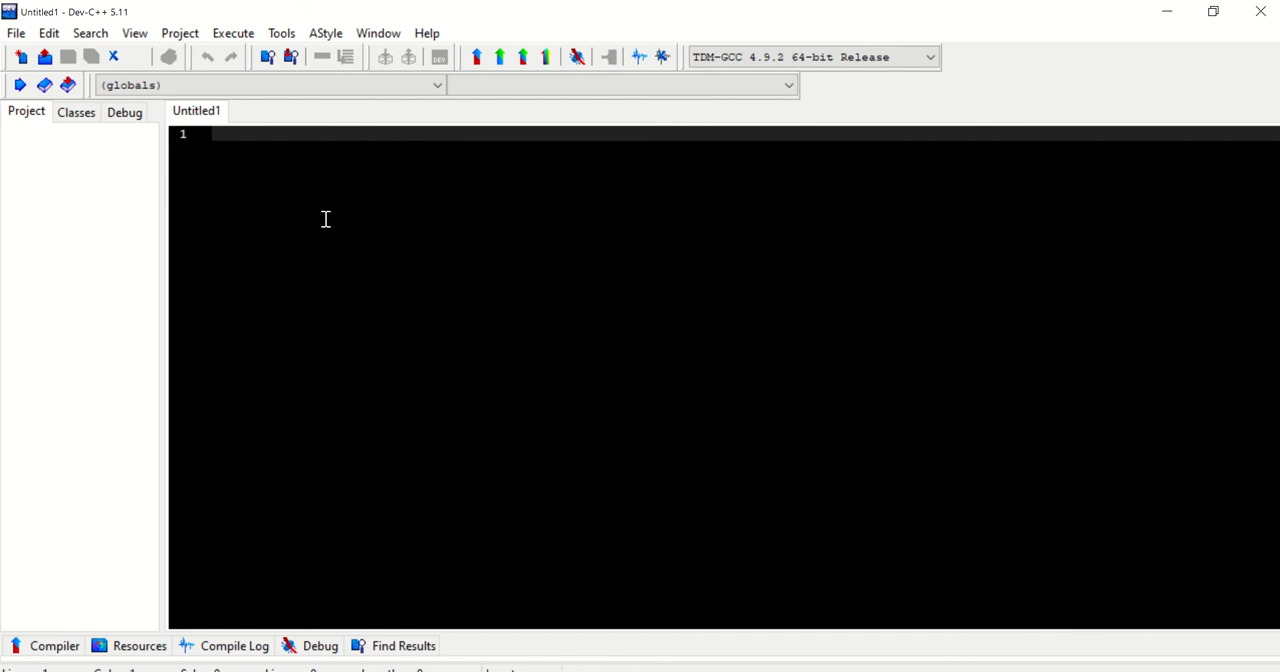 Untitled1 - Dev-C++ 5.11
File Edit Search View Project Execute Tools AStyle Window Help
DEV TDM-GCC 4.9.2 64-bit Release
(globals)
Project Classes Debug Untitled1
1
Compiler Resources Compile Log Debug Find Results